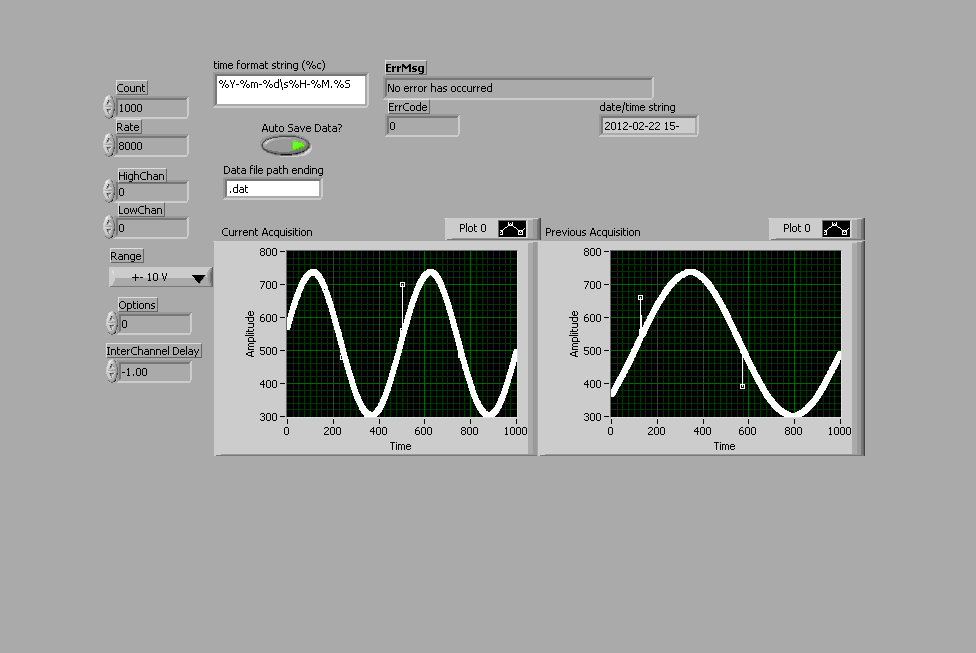 time format string (%c)
%Y-%m-%d\s%H-%M.%S
ErrMsg
No error has occurred
ErrCode
0
date/time string
2012-02-22 15-
Count
1000
Rate
8000
HighChan
0
LowChan
0
Range
+- 10 V
Options
0
InterChannel Delay
-1.00
Auto Save Data?
Data file path ending
.dat
Current Acquisition
Plot 0
800
700
600
500
400
300
Amplitude
0 200 400 600 800 1000
Time
Previous Acquisition
Plot 0
800
700
600
500
400
300
Amplitude
0 200 400 600 800 1000
Time